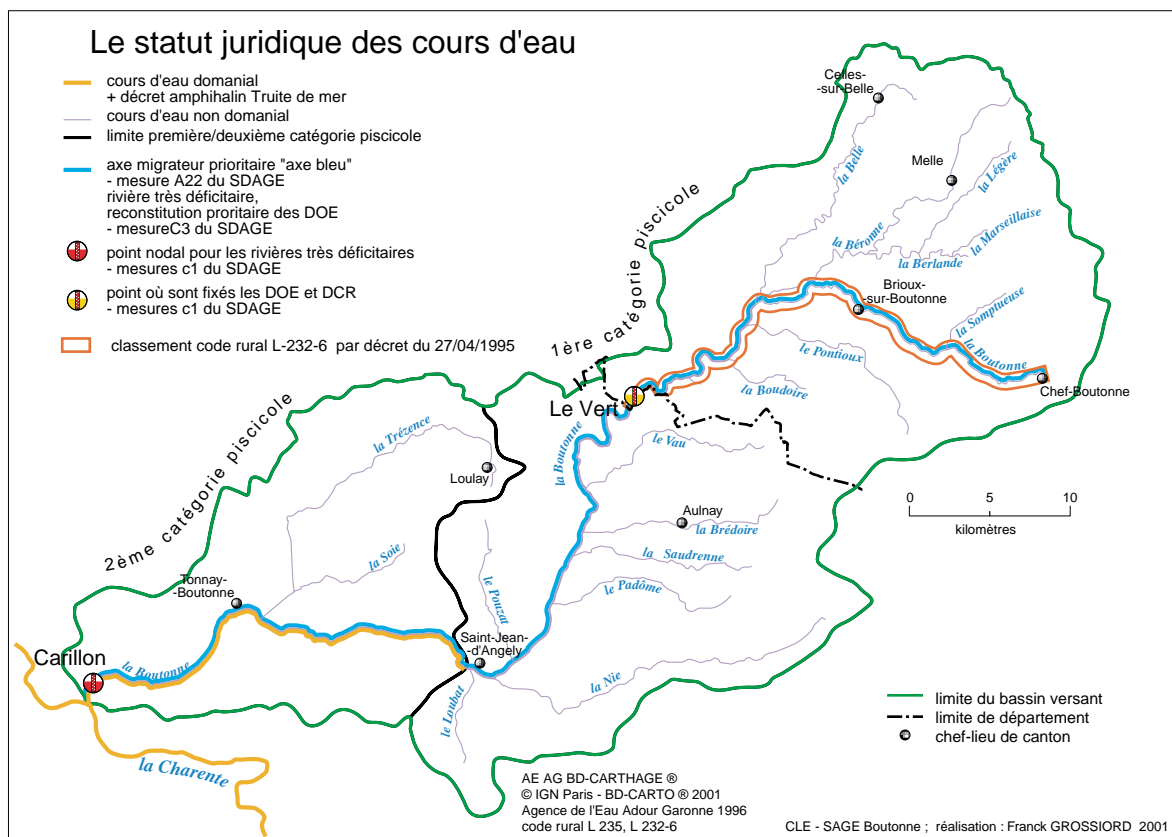 Le statut juridique des cours d'eau
cours d'eau domanial
+ décret amphihalin Truite de mer
cours d'eau non domanial
limite première/deuxième catégorie piscicole
axe migrateur prioritaire "axe bleu"
- mesure A22 du SDAGE
rivière très déficitaire,
reconstitution proritaire des DOE
- mesureC3 du SDAGE
point nodal pour les rivières très déficitaires
- mesures c1 du SDAGE
point où sont fixés les DOE et DCR
- mesures c1 du SDAGE
classement code rural L-232-6 par décret du 27/04/1995
Celles-
-sur-Belle
la Belle
Melle
la Légère
la Marseillaise
la Béronne
la Berlande
Brioux-
-sur-Boutonne
la Somptueuse
la Boutonne
Chef-Boutonne
le Pontioux
la Boudoire
1ère catégorie piscicole
Le Vert
la Boutonne
le Vau
2ème catégorie piscicole
la Trézence
Loulay
Aulnay
la Brédoire
la Saudrenne
le Padôme
la Soie
le Pouzat
Tonnay-
-Boutonne
Saint-Jean-
-d'Angely
Carillon
la Boutonne
la Nie
le Loubat
la Charente
0 5 10
kilomètres
limite du bassin versant
limite de département
chef-lieu de canton
AE AG BD-CARTHAGE ®
© IGN Paris - BD-CARTO ® 2001
Agence de l'Eau Adour Garonne 1996
code rural L 235, L 232-6
CLE - SAGE Boutonne ; réalisation : Franck GROSSIORD 2001